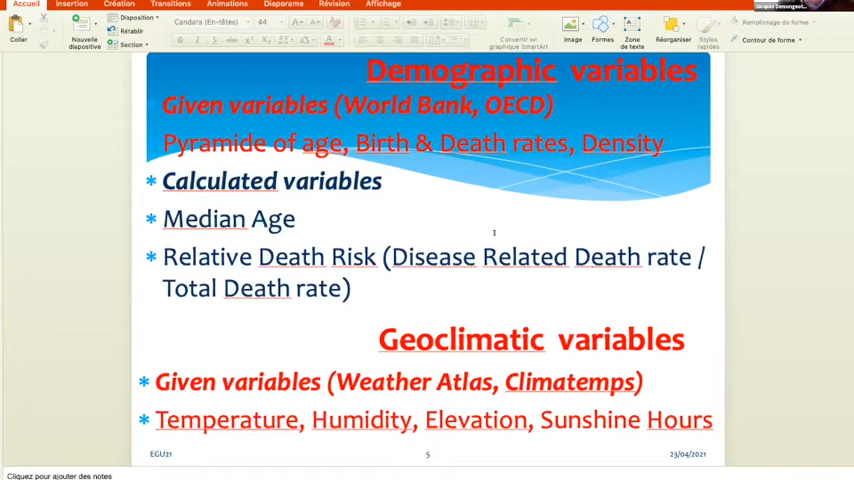 Accueil Insertion Création Transitions Animations Diaporama Révision Affichage
Coller
Nouvelle diapositive
Disposition
Rétablir
Section
Candara (En-têtes) 44
Convertir en graphique SmartArt
Image
Formes
Zone de texte
Réorganiser
Styles rapides
Remplissage de forme
Contour de forme
Demographic variables
Given variables (World Bank, OECD)
Pyramide of age, Birth & Death rates, Density
* Calculated variables
* Median Age
* Relative Death Risk (Disease Related Death rate /
Total Death rate)
Geoclimatic variables
* Given variables (Weather Atlas, Climatemps)
* Temperature, Humidity, Elevation, Sunshine Hours
EGU21 5 23/04/2021
Cliquez pour ajouter des notes